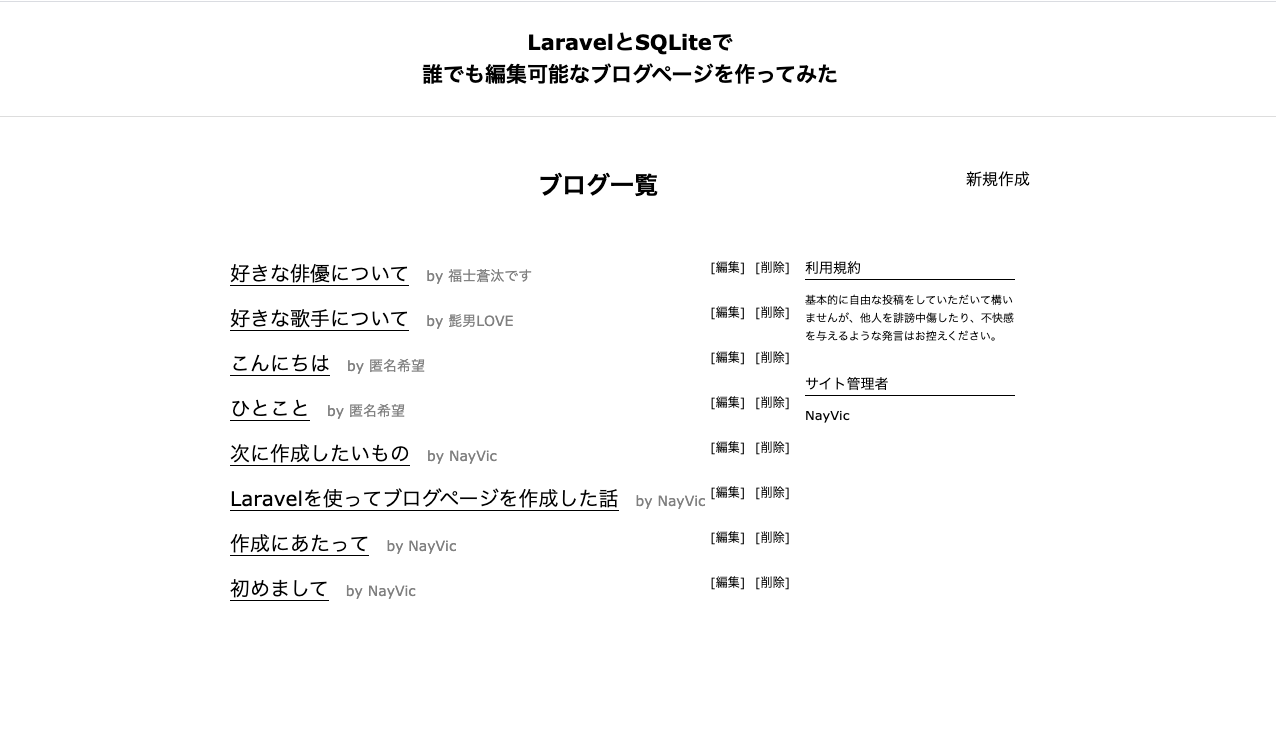 LaravelとSQLiteで
誰でも編集可能なブログページを作ってみた
ブログ一覧
新規作成
好きな俳優について by 福士蒼汰です [編集] [削除]
好きな歌手について by 髭男LOVE [編集] [削除]
こんにちは by 匿名希望 [編集] [削除]
ひとこと by 匿名希望 [編集] [削除]
次に作成したいもの by NayVic [編集] [削除]
Laravelを使ってブログページを作成した話 by NayVic [編集] [削除]
作成にあたって by NayVic [編集] [削除]
初めまして by NayVic [編集] [削除]
利用規約
基本的に自由な投稿をしていただいて構い
ませんが、他人を誹謗中傷したり、不快感
を与えるような発言はお控えください。
サイト管理者
NayVic